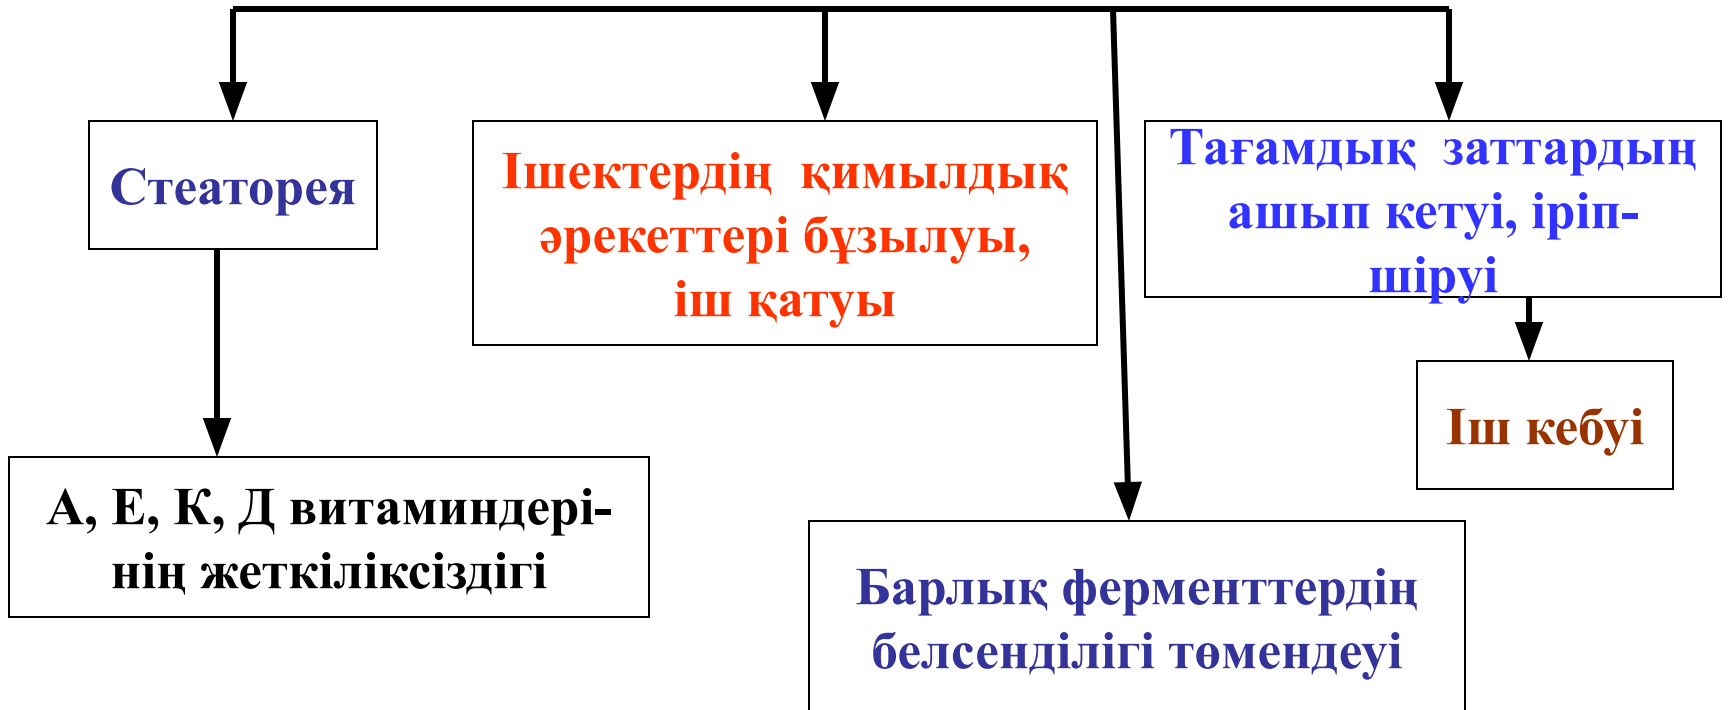 Стеаторея
Ішектердің қимылдық
әрекеттері бұзылуы,
іш қатуы
Тағамдық заттардың
ашып кетуі, іріп-
шіруі
Іш кебуі
А, Е, К, Д витаминдері-
нің жеткіліксіздігі
Барлық ферменттердің
белсенділігі төмендеуі